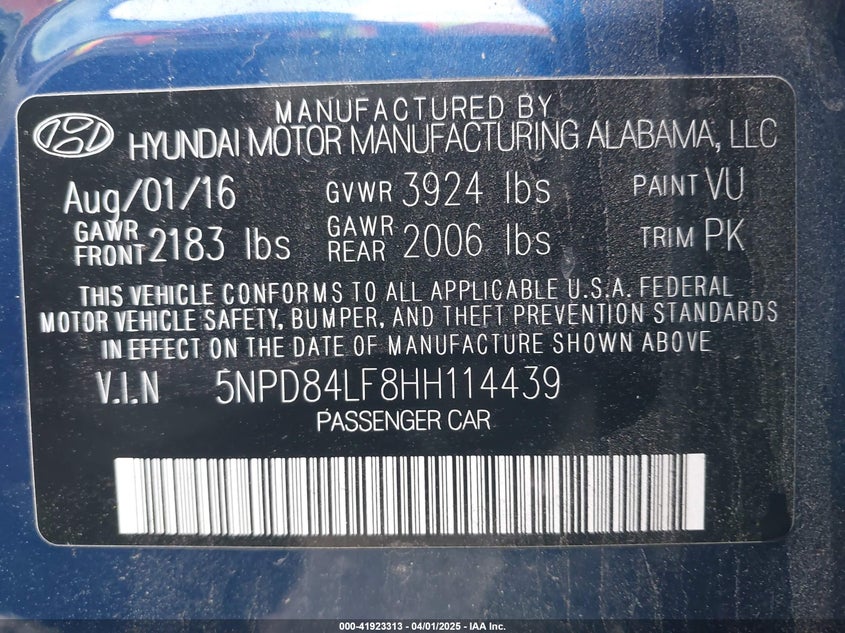 MANUFACTURED BY
HYUNDAI MOTOR MANUFACTURING ALABAMA, LLC
Aug/01/16 GVWR 3924 lbs PAINT VU
GAWR FRONT 2183 lbs GAWR REAR 2006 lbs TRIM PK
THIS VEHICLE CONFORMS TO ALL APPLICABLE U.S.A. FEDERAL
MOTOR VEHICLE SAFETY, BUMPER, AND THEFT PREVENTION STANDARDS
IN EFFECT ON THE DATE OF MANUFACTURE SHOWN ABOVE
V.I.N 5NPD84LF8HH114439
PASSENGER CAR
000-41923313 - 04/01/2025 - IAA Inc.